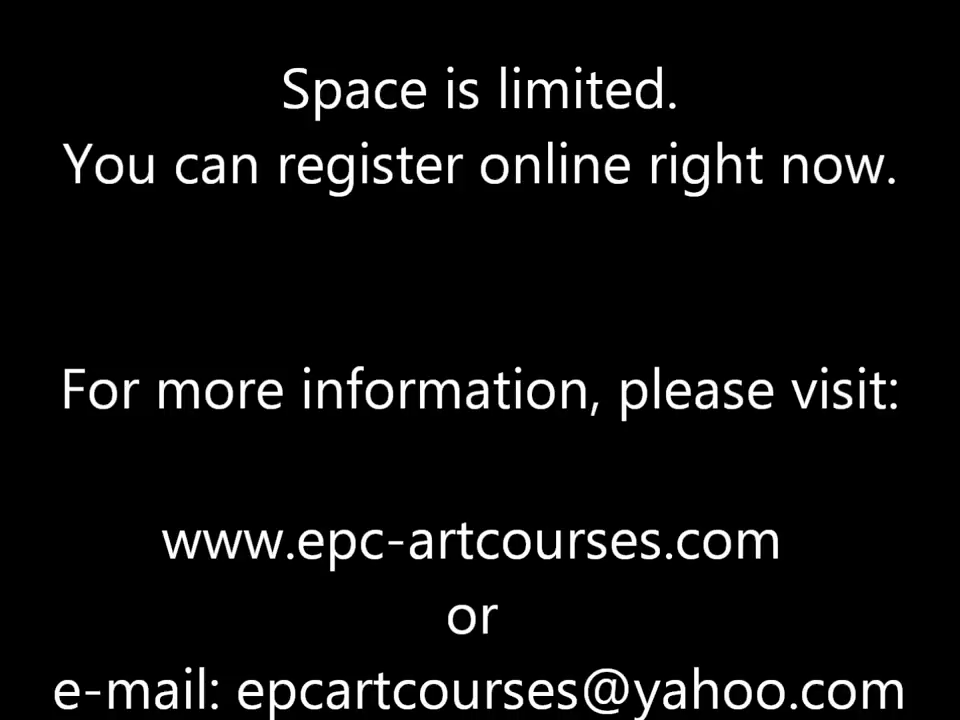 Space is limited.
You can register online right now.
For more information, please visit:
www.epc-artcourses.com
or
e-mail: epcartcourses@yahoo.com